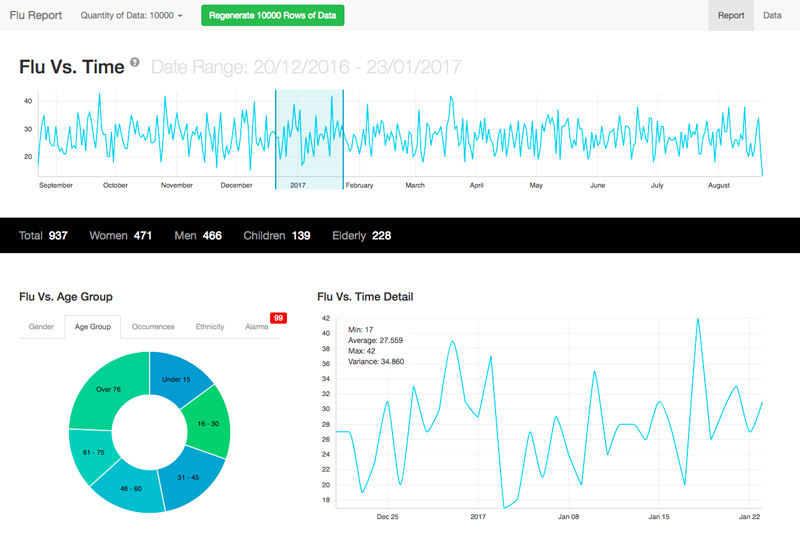 Flu Report Quantity of Data: 10000 Regenerate 10000 Rows of Data Report Data
Flu Vs. Time ? Date Range: 20/12/2016 - 23/01/2017
40
30
20
September October November December 2017 February March April May June July August
Total 937 Women 471 Men 466 Children 139 Elderly 228
Flu Vs. Age Group
99
Gender Age Group Occurrences Ethnicity Alarms
Over 76 Under 15
16 - 30
61 - 75
31 - 45
46 - 60
Flu Vs. Time Detail
Min: 17
Average: 27.559
Max: 42
Variance: 34.860
42
40
38
36
34
32
30
28
26
24
22
20
18
Dec 25 2017 Jan 08 Jan 15 Jan 22